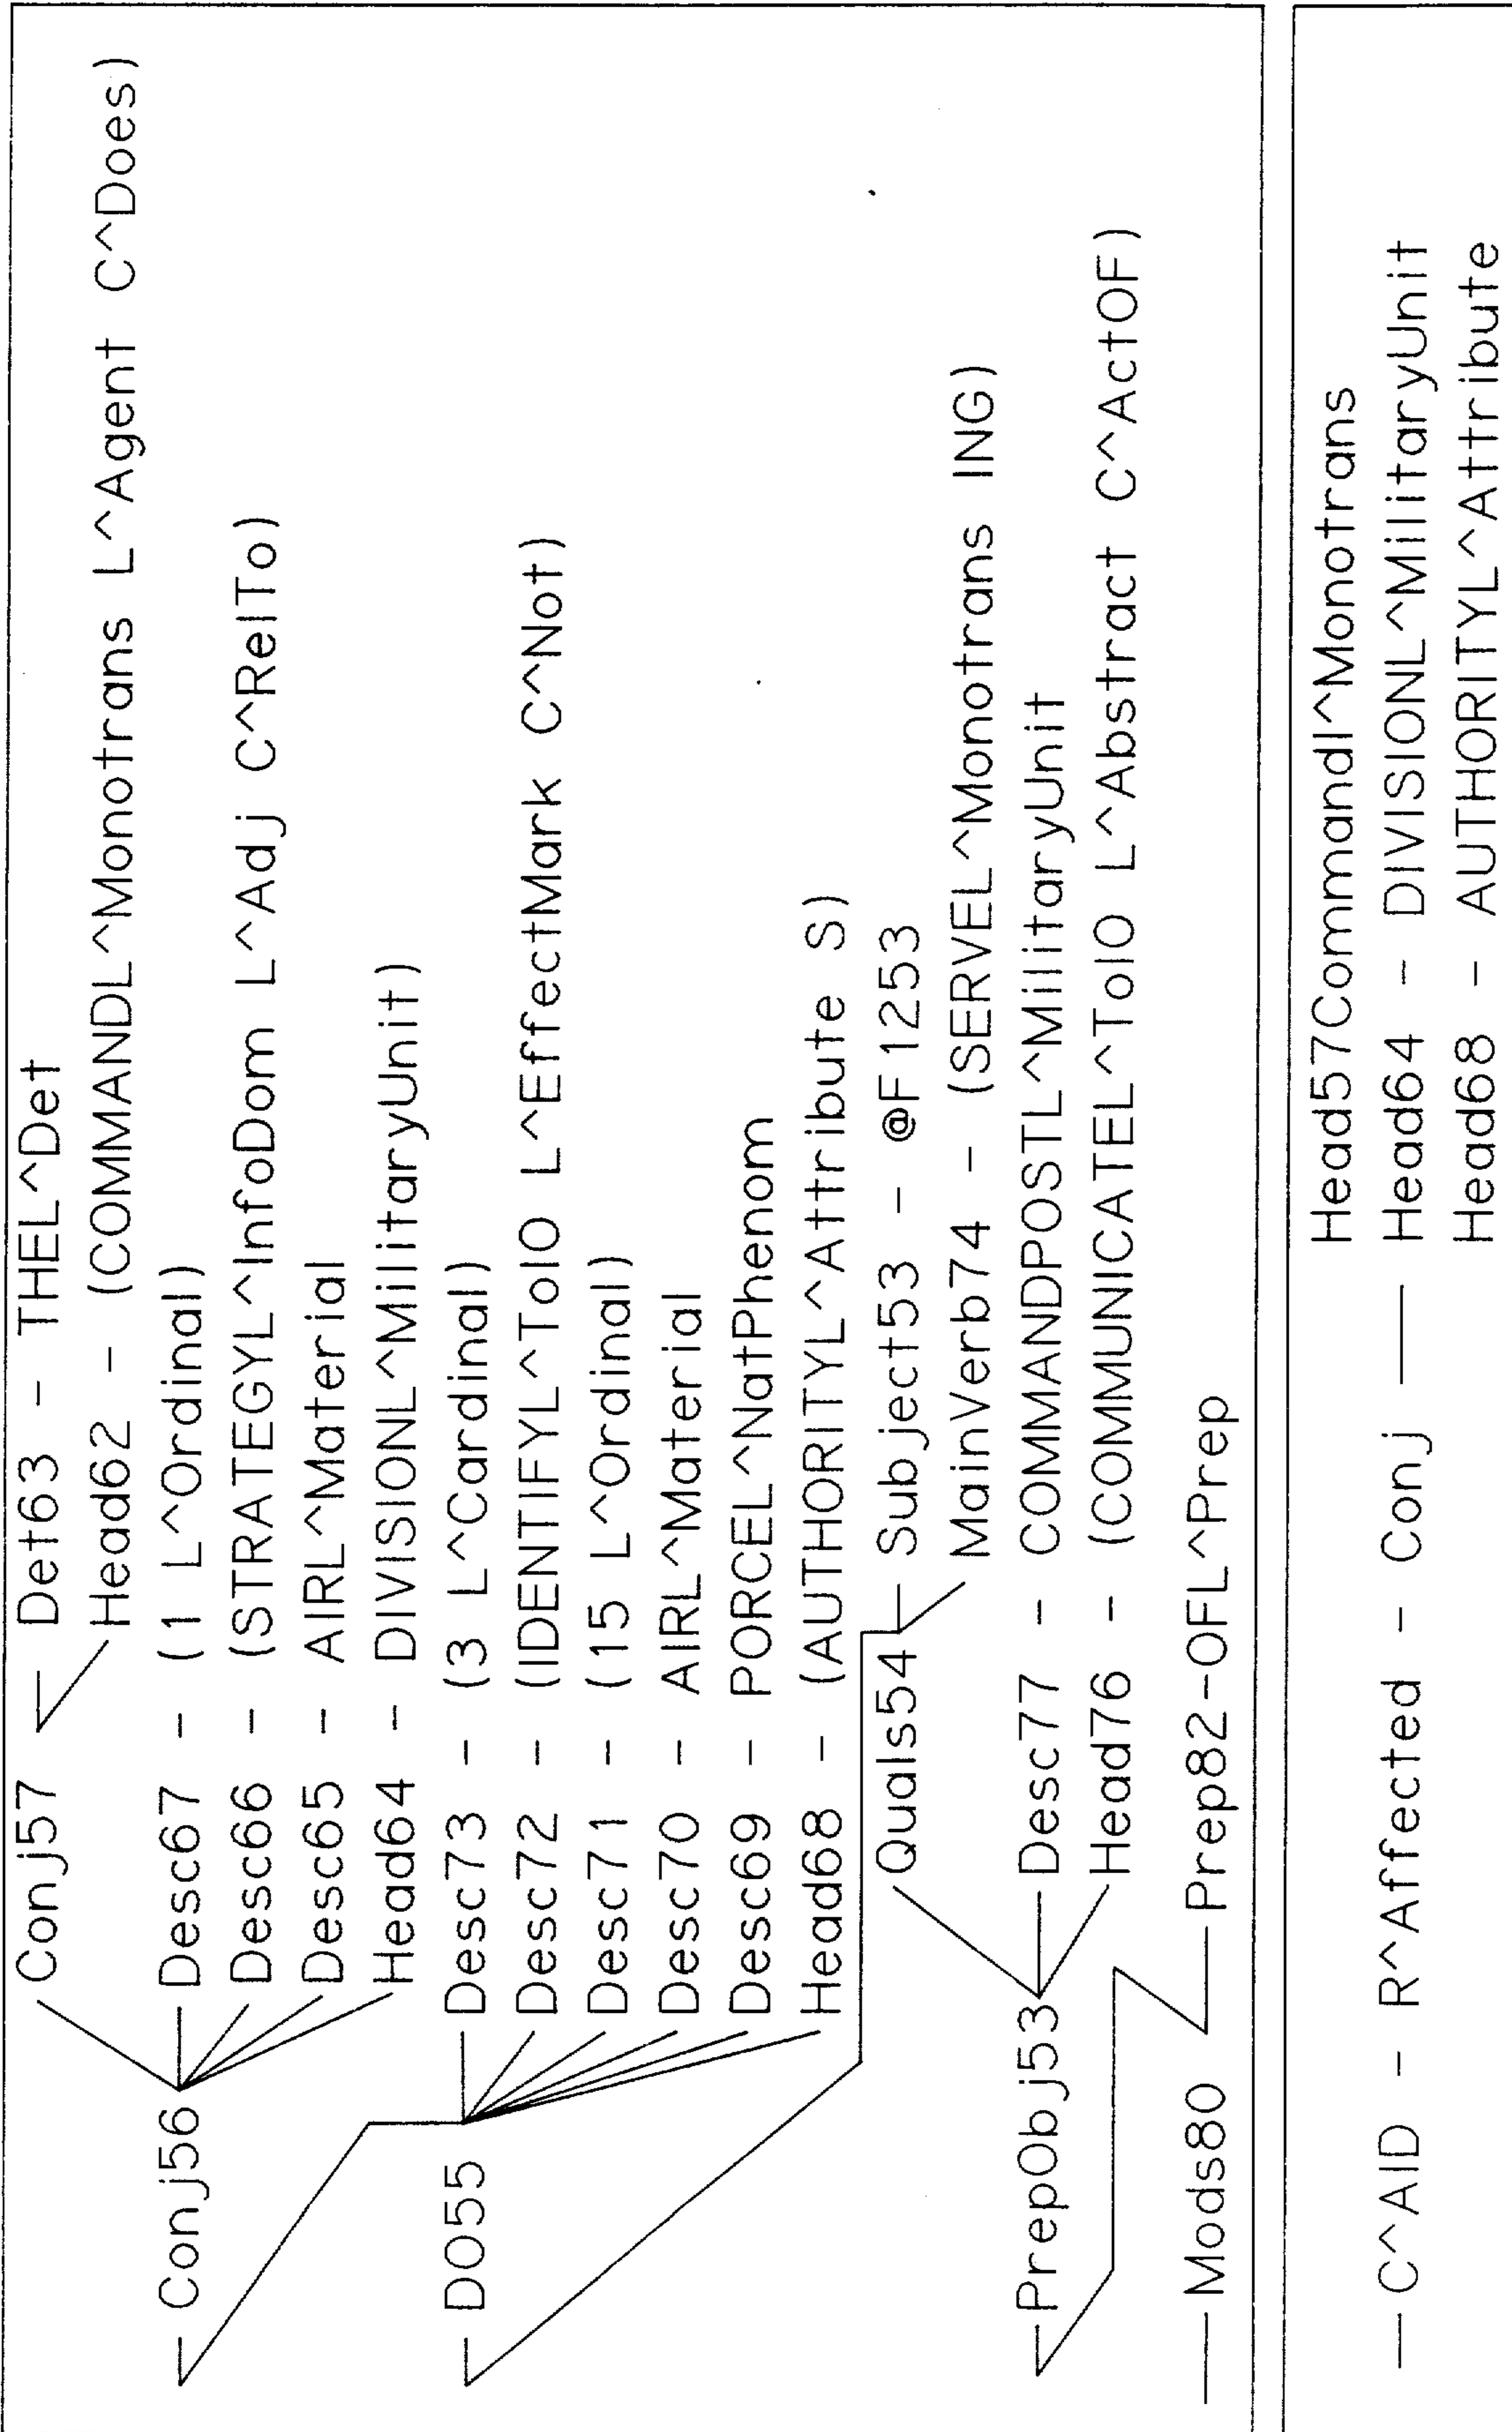 Conj57 - Det63 - THEL^Det
Head62 - (COMMANDL^Monotrans L^Agent C^Does)
- Conj56 - Desc67 - (1 L^Ordinal)
Desc66 - (STRATEGYL^InfoDom L^Adj C^RelTo)
Desc65 - AIRL^Material
Head64 - DIVISIONL^MilitaryUnit)
- DO55 - Desc73 - (3 L^Cardinal)
Desc72 - (IDENTIFYL^ToIO L^EffectMark C^Not)
Desc71 - (15 L^Ordinal)
Desc70 - AIRL^Material
Desc69 - PORCEL^NatPhenom
Head68 - (AUTHORITYL^Attribute S)
Quals54 - Subject53 - @F1253
MainVerb74 - (SERVEL^Monotrans ING)
- PrepObj53 - Desc77 - COMMANDPOSTL^MilitaryUnit
Head76 - (COMMUNICATEL^ToIO L^Abstract C^ActOF)
- Mods80 - Prep82-OFL^Prep
Head57CommandI^Monotrans
- C^AID - R^Affected - Conj - Head64 - DIVISIONL^MilitaryUnit
Head68 - AUTHORITYL^Attribute